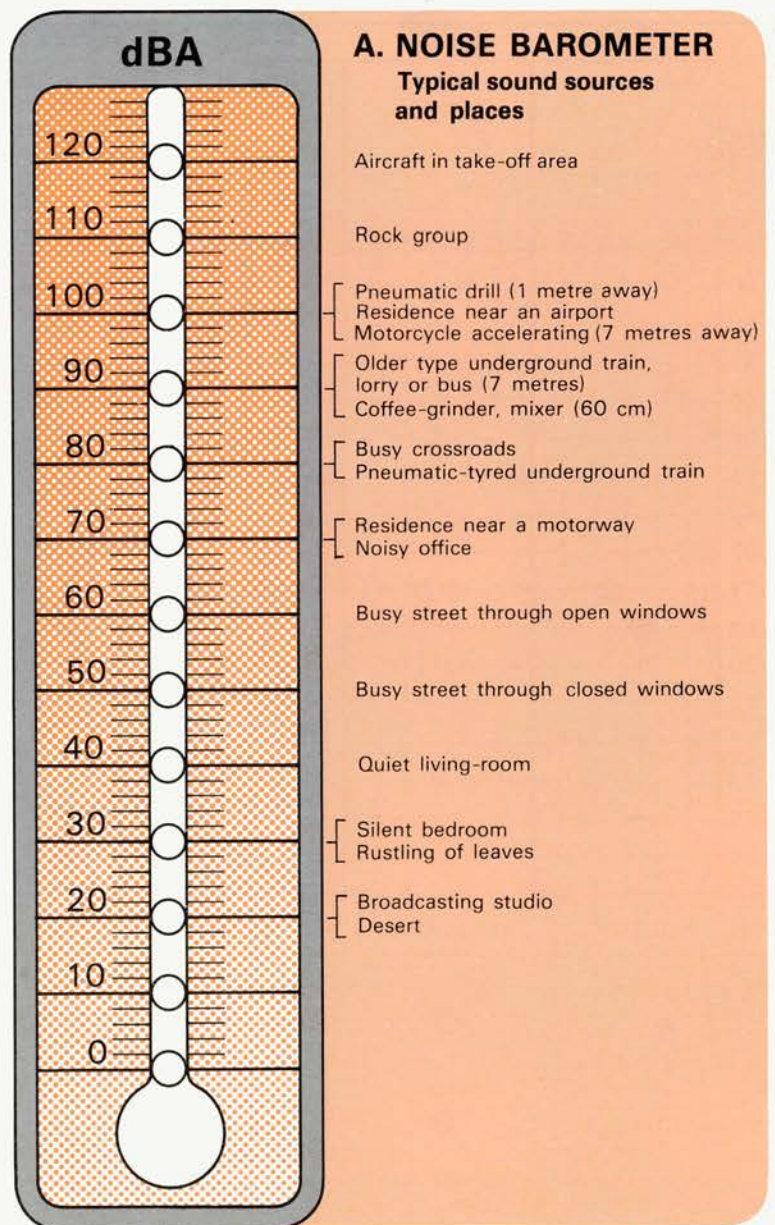 dBA
120
110
100
90
80
70
60
50
40
30
20
10
0
A. NOISE BAROMETER
Typical sound sources
and places
Aircraft in take-off area
Rock group
Pneumatic drill (1 metre away)
Residence near an airport
Motorcycle accelerating (7 metres away)
Older type underground train,
lorry or bus (7 metres)
Coffee-grinder, mixer (60 cm)
Busy crossroads
Pneumatic-tyred underground train
Residence near a motorway
Noisy office
Busy street through open windows
Busy street through closed windows
Quiet living-room
Silent bedroom
Rustling of leaves
Broadcasting studio
Desert